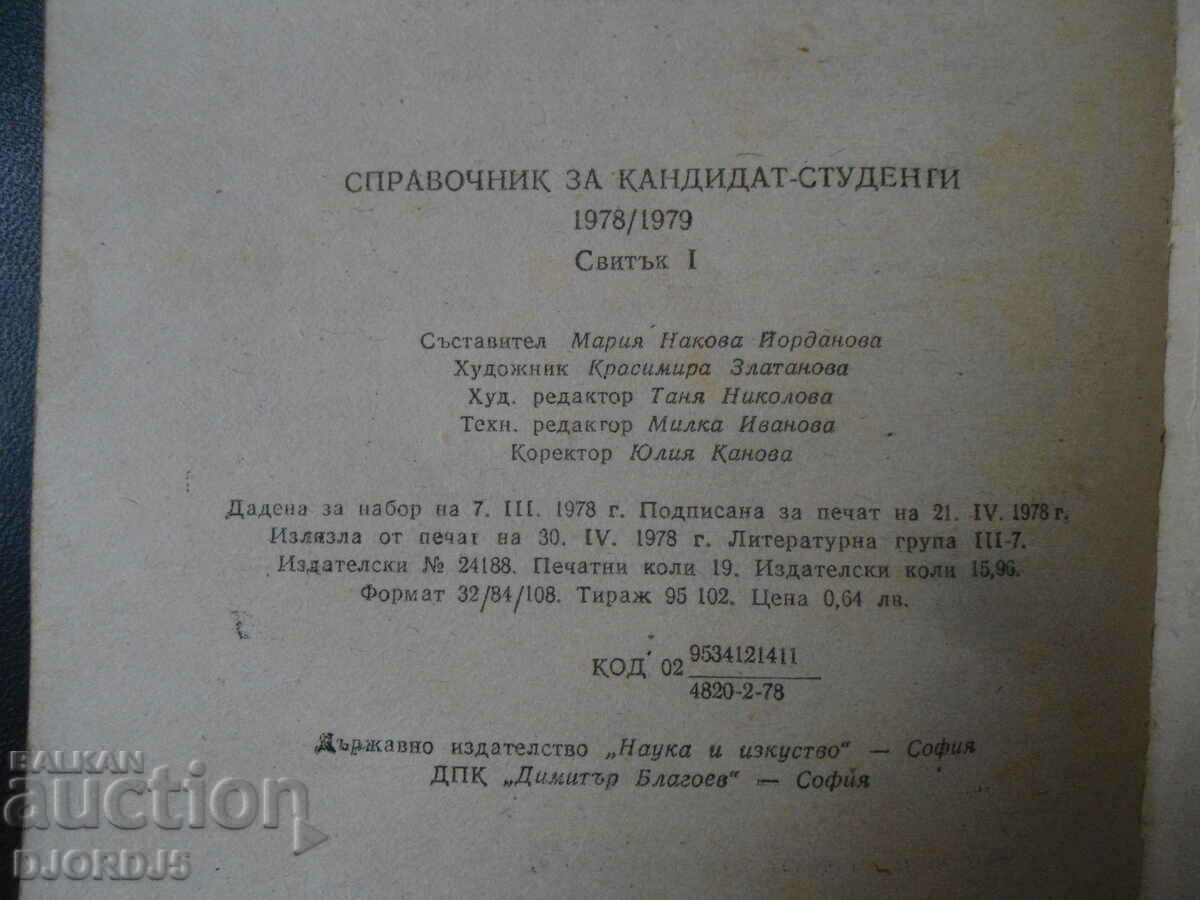 СПРАВОЧНИК ЗА КАНДИДАТ-СТУДЕНТИ
1978/1979
Свитък I
Съставител Мария Накова Йорданова
Художник Красимира Златанова
Худ. редактор Таня Николова
Техн. редактор Милка Иванова
Коректор Юлия Канова
Дадена за набор на 7. III. 1978 г. Подписана за печат на 21. IV. 1978 г.
Излязла от печат на 30. IV. 1978 г. Литературна група III-7.
Издателски № 24188. Печатни коли 19. Издателски коли 15,96.
Формат 32/84/108. Тираж 95 102. Цена 0,64 лв.
КОД 02 9534121411
4820-2-78
Държавно издателство „Наука и изкуство“ — София
ДПК „Димитър Благоев“ — София
BALKAN
auction
DJORDJ5